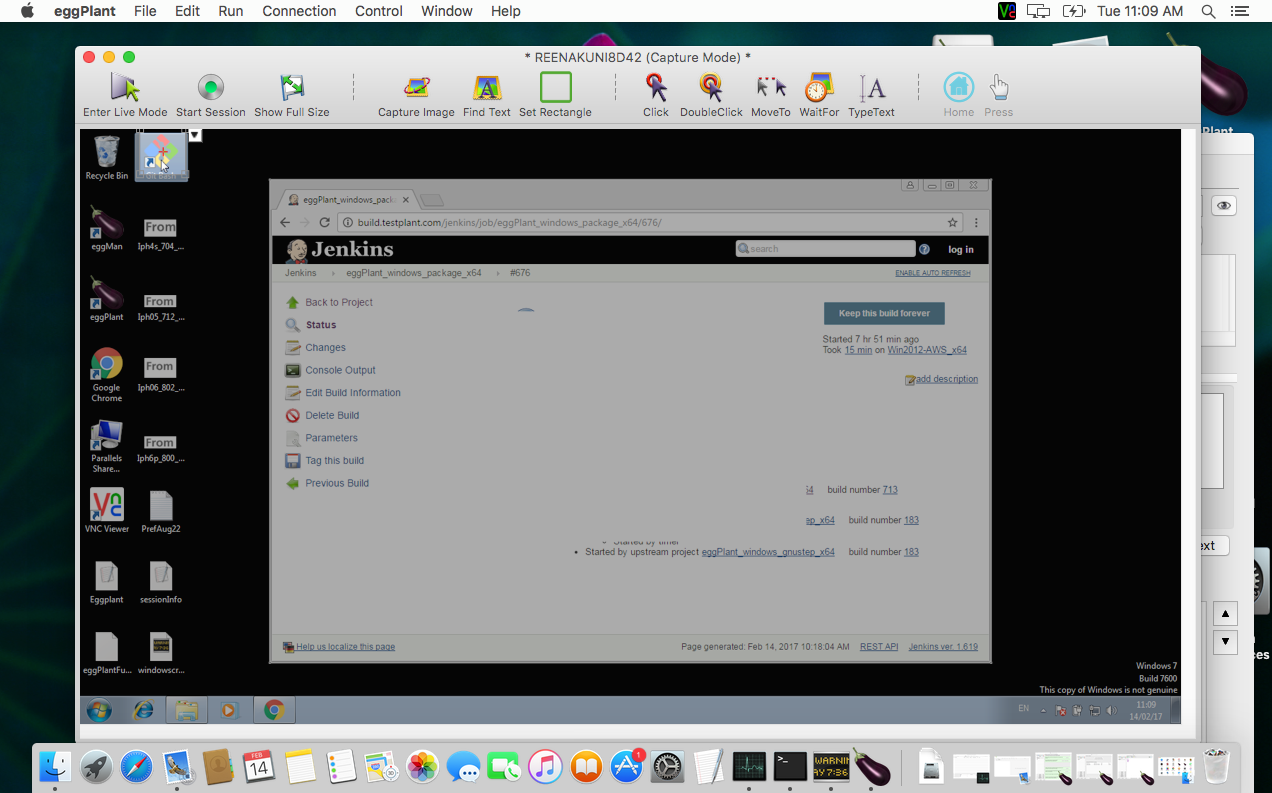 eggPlant File Edit Run Connection Control Window Help
Tue 11:09 AM
* REENAKUNI8D42 (Capture Mode) *
Enter Live Mode Start Session Show Full Size Capture Image Find Text Set Rectangle Click DoubleClick MoveTo WaitFor TypeText Home Press
Recycle Bin
eggMan
From
Iph4s_704_...
eggPlant
From
Iph05_712_...
Google
Chrome
From
Iph06_802_...
Parallels
Share...
From
Iph6p_800_...
VNC Viewer
PrefAug22
Eggplant
sessionInfo
eggPlantFu...
windowscr...
eggPlant_windows_pack
build.testplant.com/jenkins/job/eggPlant_windows_package_x64/676/
Jenkins
search
log in
Jenkins eggPlant_windows_package_x64 #676
ENABLE AUTO REFRESH
Back to Project
Status
Changes
Console Output
Edit Build Information
Delete Build
Parameters
Tag this build
Previous Build
Keep this build forever
Started 7 hr 51 min ago
Took 15 min on Win2012-AWS_x64
add description
build number 713
ep_x64 build number 183
Started by timer
Started by upstream project eggPlant_windows_gnustep_x64 build number 183
Help us localize this page
Page generated: Feb 14, 2017 10:18:04 AM REST API Jenkins ver. 1.619
Windows 7
Build 7600
This copy of Windows is not genuine
EN
11:09
14/02/17
Plant
ext
ces
FEB
14
1
WARNIN
AY 7:36